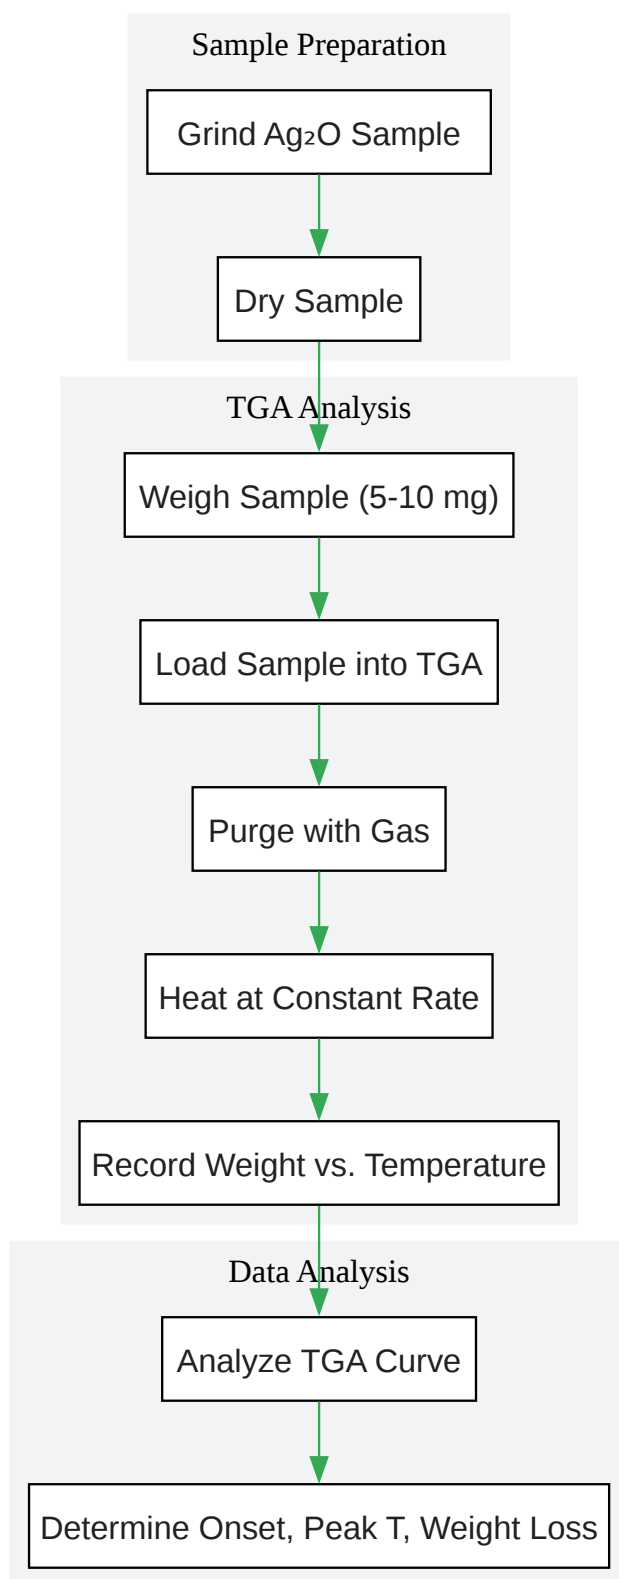 Sample Preparation
Grind Ag₂O Sample
Dry Sample
TGA Analysis
Weigh Sample (5-10 mg)
Load Sample into TGA
Purge with Gas
Heat at Constant Rate
Record Weight vs. Temperature
Data Analysis
Analyze TGA Curve
Determine Onset, Peak T, Weight Loss